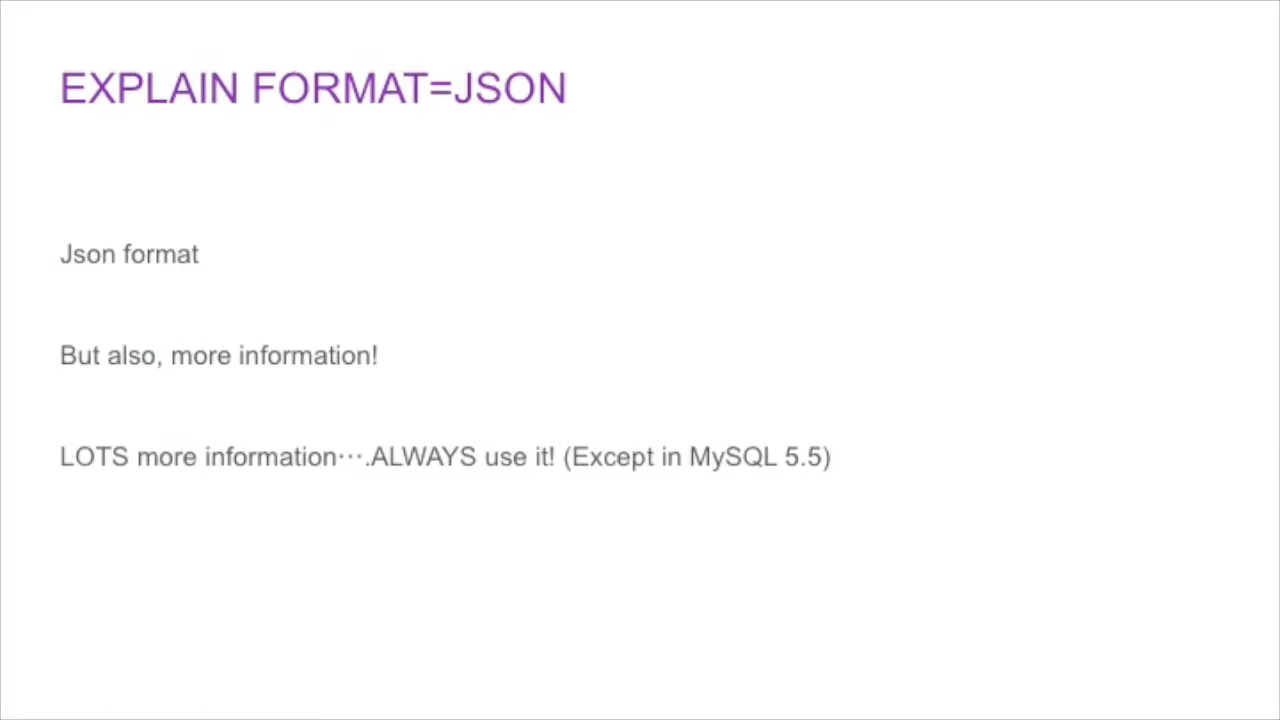 EXPLAIN FORMAT=JSON
Json format
But also, more information!
LOTS more information⋯.ALWAYS use it! (Except in MySQL 5.5)